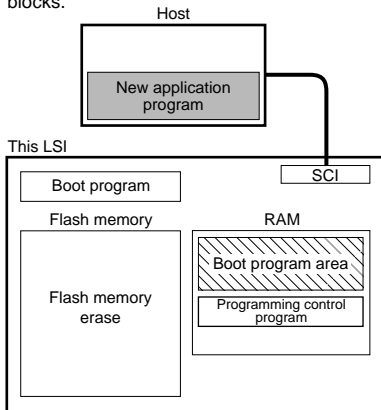 blocks.
Host
New application
program
This LSI
SCI
Boot program
Flash memory
RAM
Boot program area
Flash memory
erase
Programming control
program